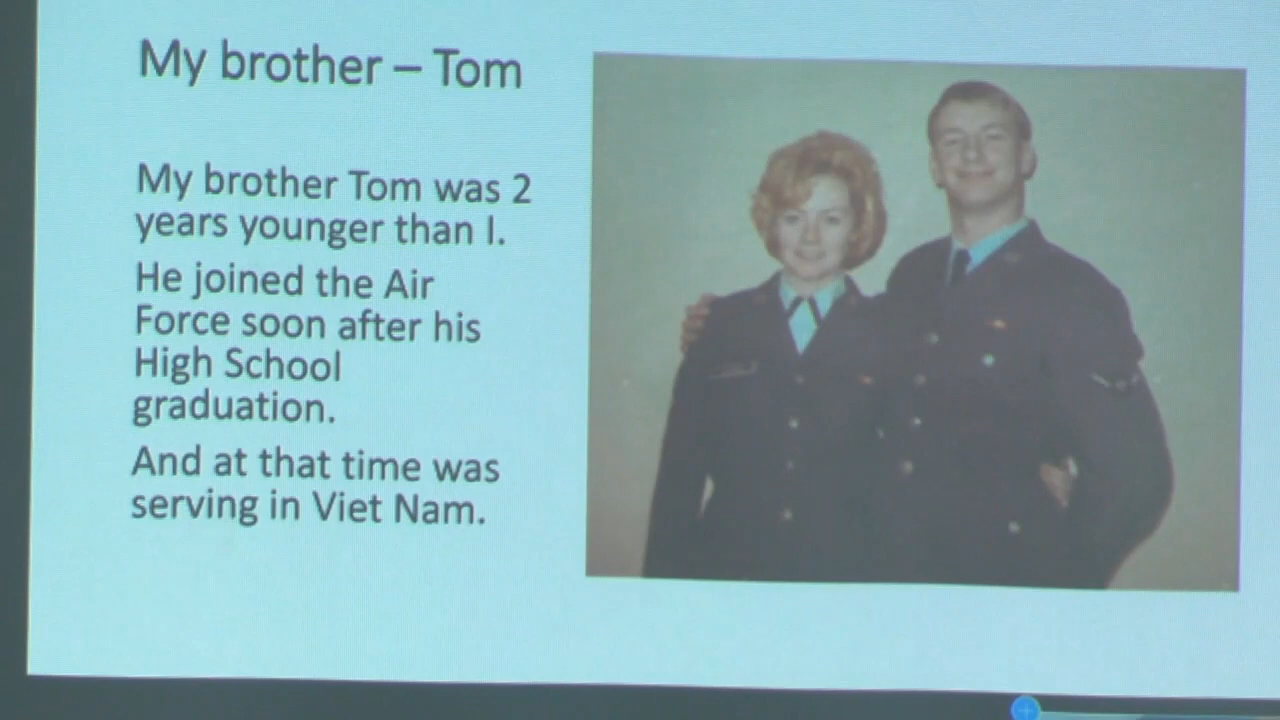 My brother – Tom
My brother Tom was 2
years younger than I.
He joined the Air
Force soon after his
High School
graduation.
And at that time was
serving in Viet Nam.